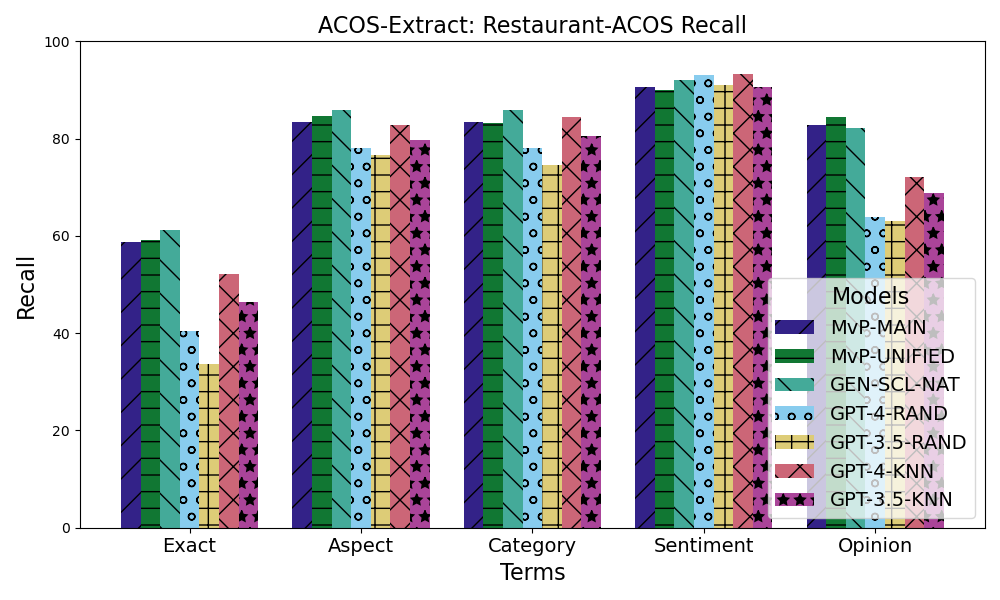 ACOS-Extract: Restaurant-ACOS Recall
100
80
60
40
20
0
Recall
Exact
Aspect
Category
Sentiment
Opinion
Terms
Models
MvP-MAIN
MvP-UNIFIED
GEN-SCL-NAT
GPT-4-RAND
GPT-3.5-RAND
GPT-4-KNN
GPT-3.5-KNN